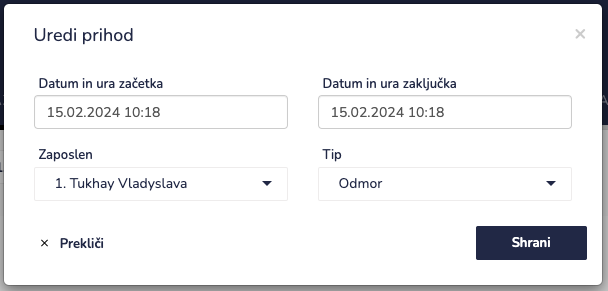 Uredi prihod
×
Datum in ura začetka
Datum in ura zaključka
15.02.2024 10:18
15.02.2024 10:18
Zaposlen
Tip
1. Tukhay Vladyslava
Odmor
× Prekliči
Shrani